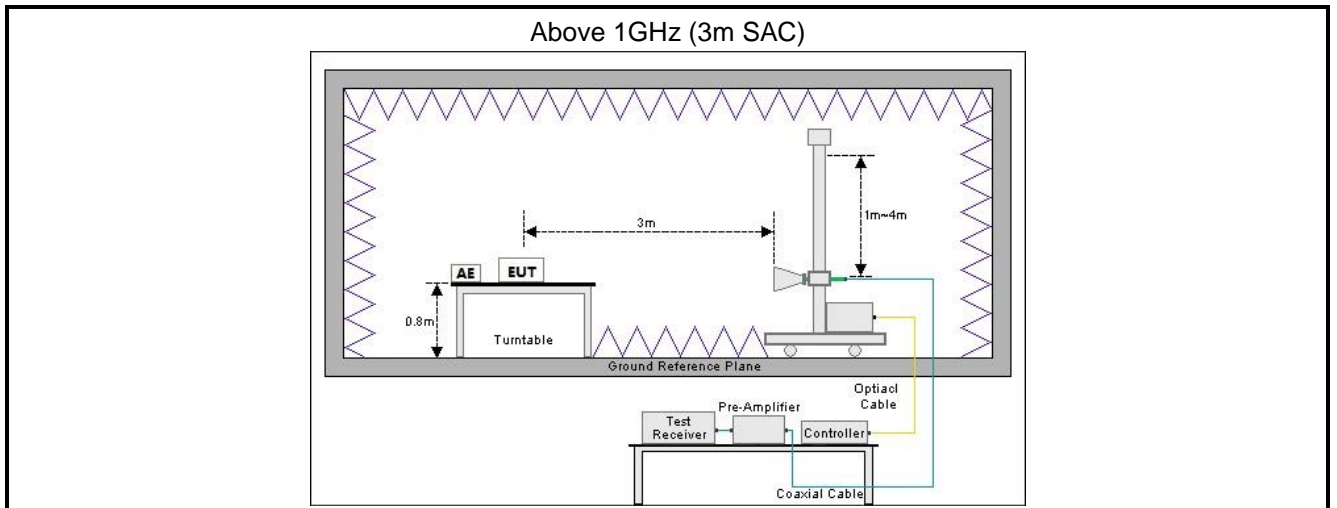 Above 1GHz (3m SAC)
1m~4m
3m
AE
EUT
0.8m
Turntable
Ground Reference Plane
Optiacl
Cable
Pre-Amplifier
Test
Receiver
Controller
Coaxial Cable